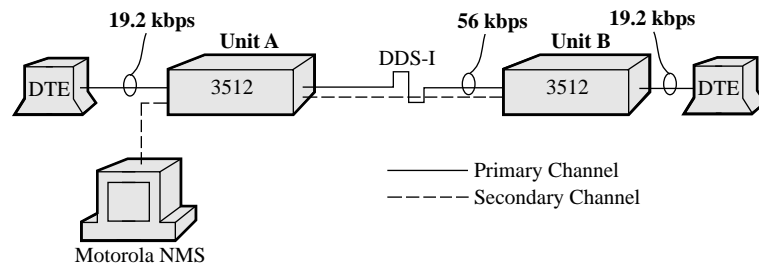 19.2 kbps
56 kbps
19.2 kbps
Unit A
Unit B
DDS-I
DTE
3512
3512
DTE
Primary Channel
Secondary Channel
Motorola NMS